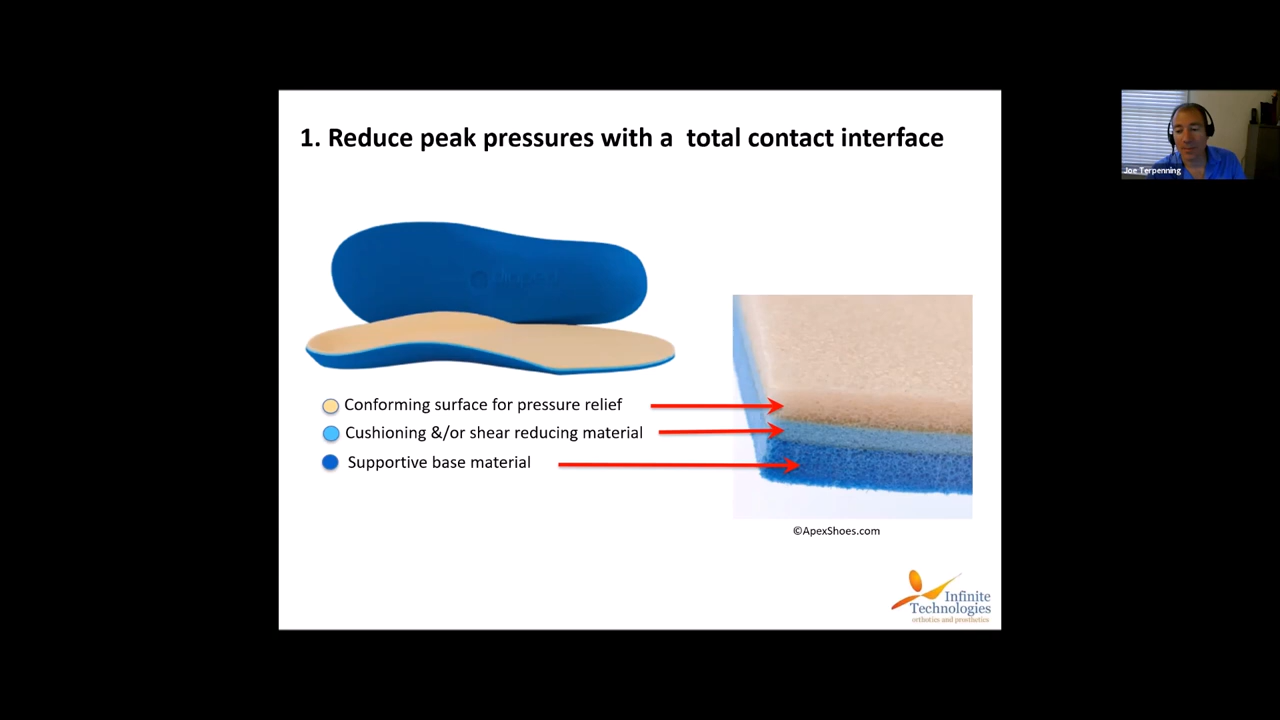 1. Reduce peak pressures with a  total contact interface
Joe Terpenning
Conforming surface for pressure relief
Cushioning &/or shear reducing material
Supportive base material
©ApexShoes.com
Infinite
Technologies
orthotics and prosthetics